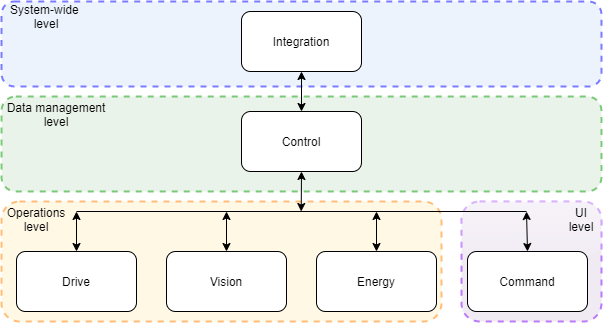 System-wide
level
Integration
Data management
level
Control
Operations
level
UI
level
Drive
Vision
Energy
Command